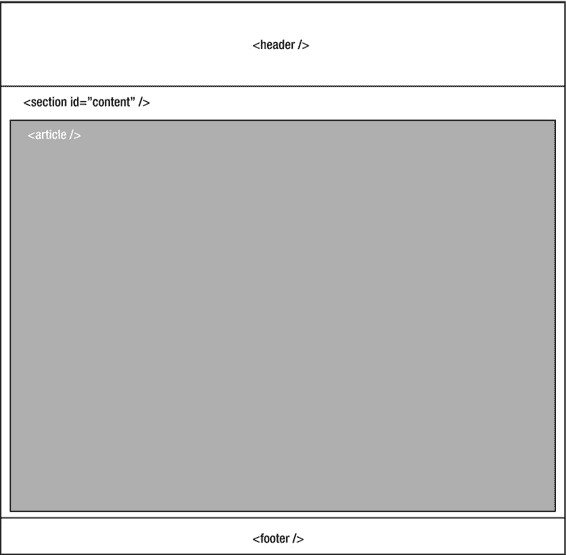 <header />
<section id=”content” />
<article />
<footer />